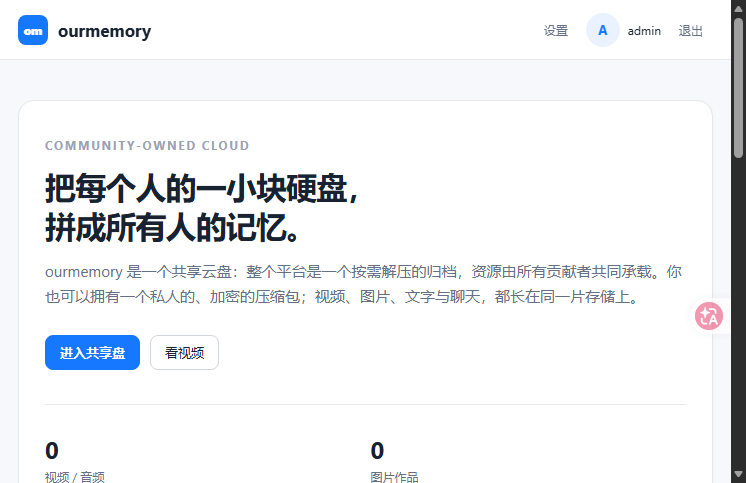 om ourmemory 设置 A admin 退出
COMMUNITY-OWNED CLOUD
把每个人的一小块硬盘，
拼成所有人的记忆。
ourmemory 是一个共享云盘：整个平台是一个按需解压的归档，资源由所有贡献者共同承载。你
也可以拥有一个私人的、加密的压缩包；视频、图片、文字与聊天，都长在同一片存储上。
进入共享盘 看视频
0 0
视频 / 音频 图片作品